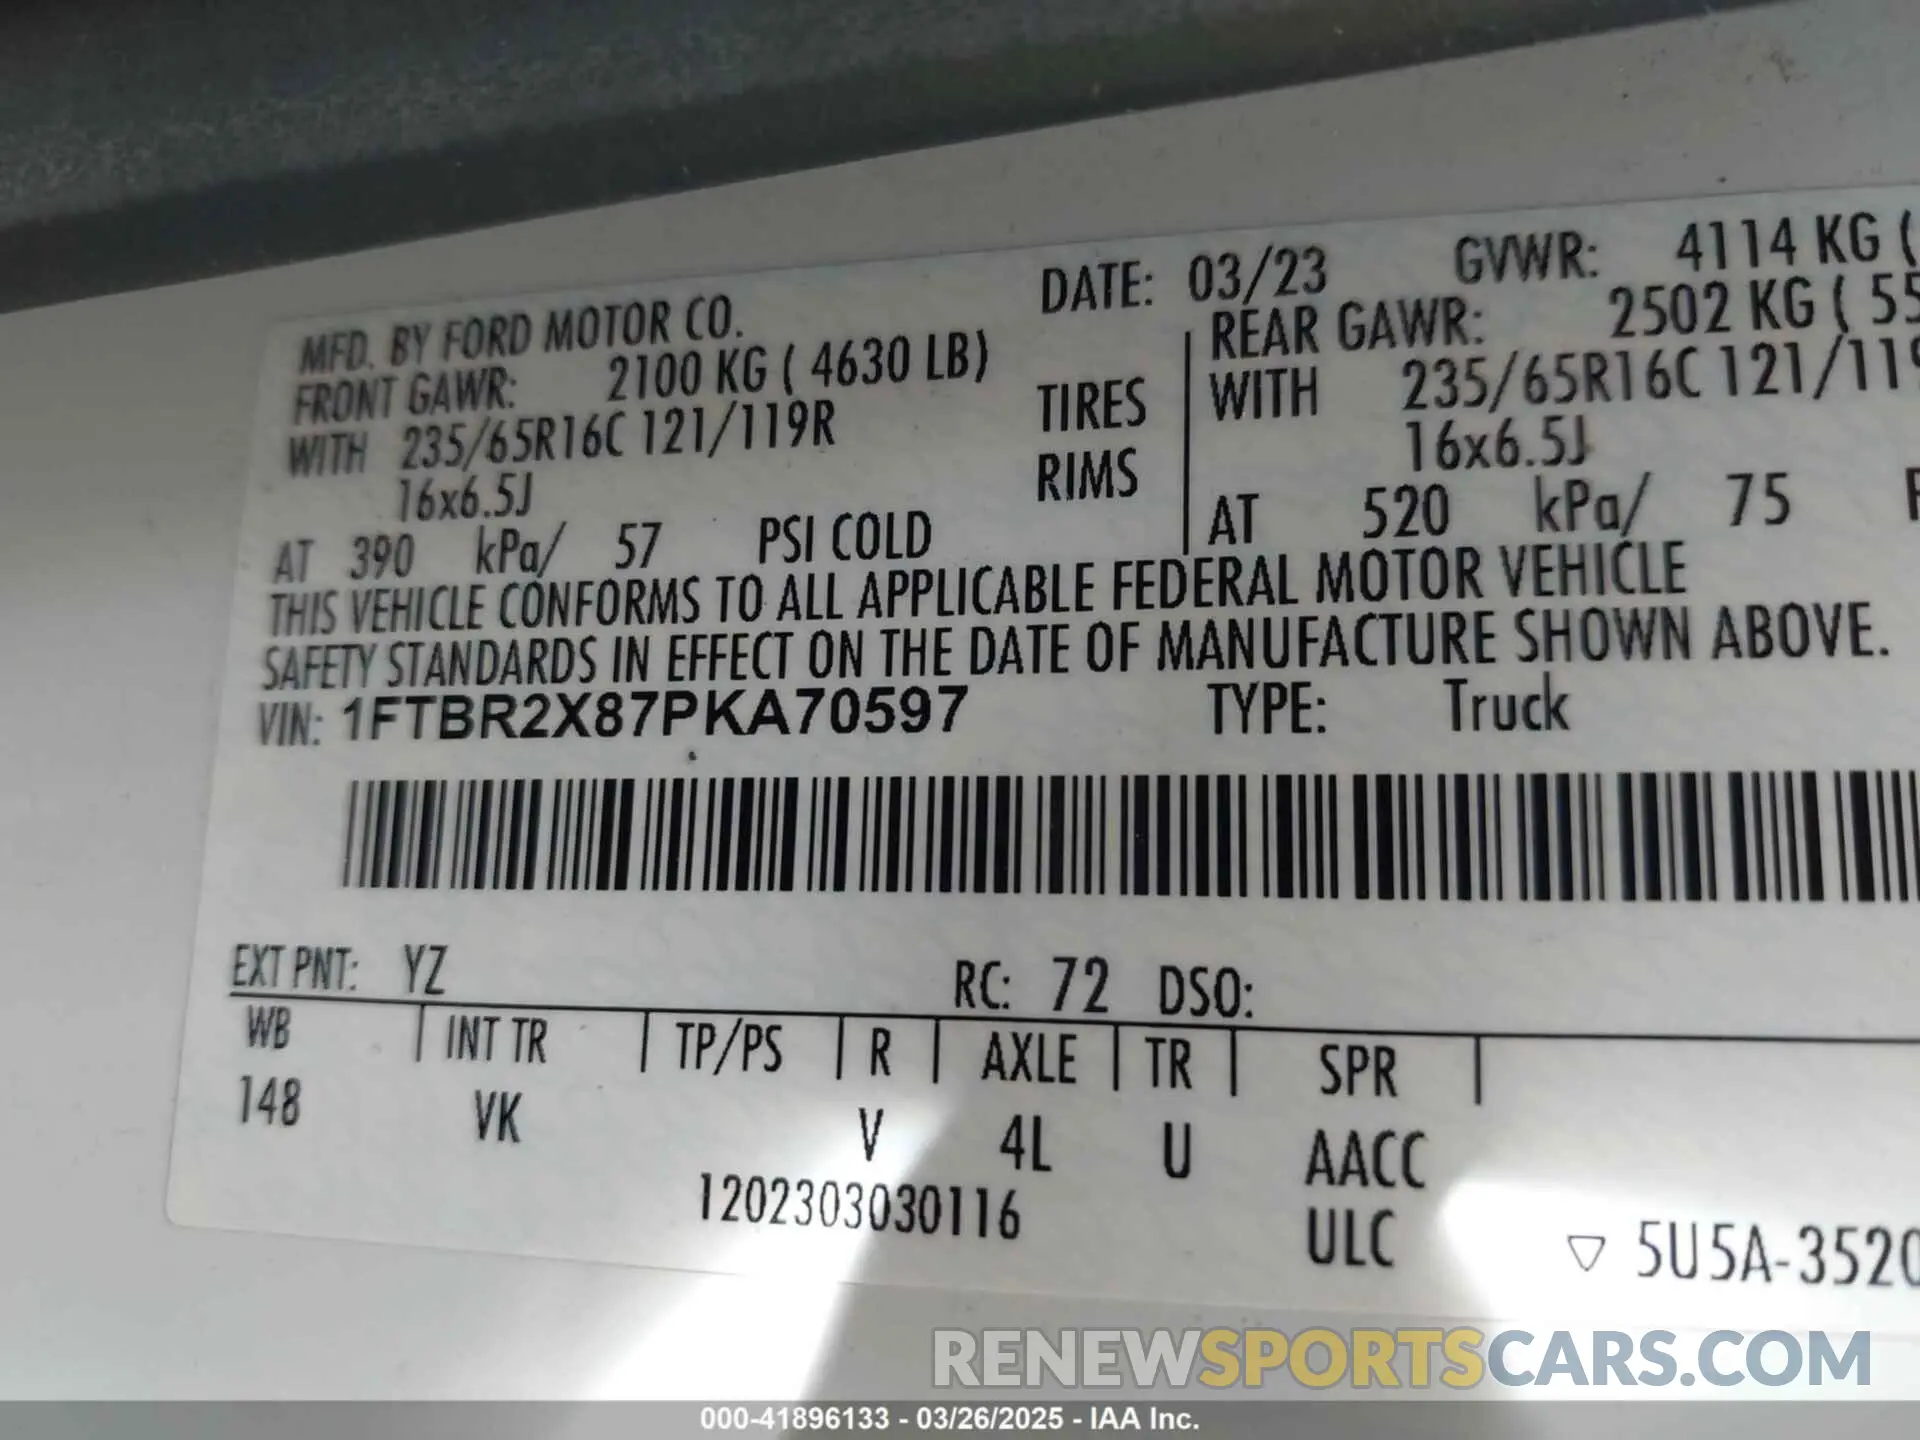 MFD. BY FORD MOTOR CO. DATE: 03/23 GVWR: 4114 KG (
FRONT GAWR: 2100 KG ( 4630 LB) REAR GAWR: 2502 KG ( 55
WITH 235/65R16C 121/119R TIRES WITH 235/65R16C 121/119
16x6.5J RIMS 16x6.5J
AT 390 kPa/ 57 PSI COLD AT 520 kPa/ 75
THIS VEHICLE CONFORMS TO ALL APPLICABLE FEDERAL MOTOR VEHICLE
SAFETY STANDARDS IN EFFECT ON THE DATE OF MANUFACTURE SHOWN ABOVE.
VIN: 1FTBR2X87PKA70597 TYPE: Truck
EXT PNT: YZ RC: 72 DSO:
WB INT TR TP/PS R AXLE TR SPR
148 VK V 4L U AACC
1202303030116 ULC ▽ 5U5A-3520
RENEWSPORTSCARS.COM
000-41896133 - 03/26/2025 - IAA Inc.